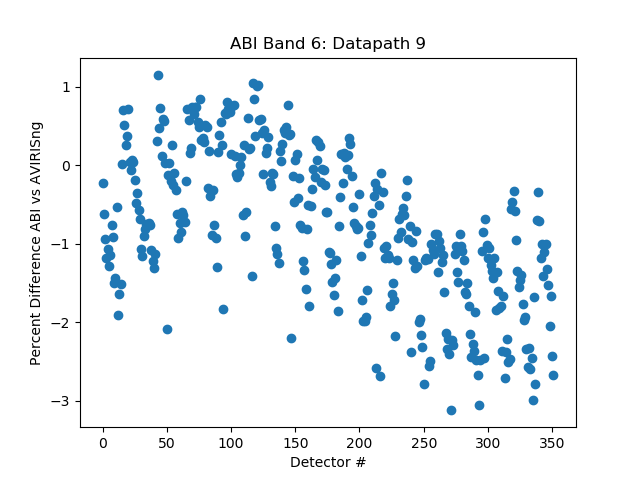 ABI Band 6: Datapath 9
Percent Difference ABI vs AVIRISng
1
0
−1
−2
−3
0 50 100 150 200 250 300 350
Detector #